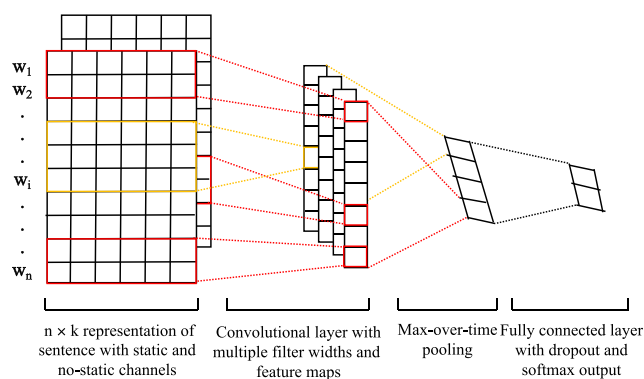 w1
w2
.
.
.
wi
.
.
.
wn
n × k representation of
sentence with static and
no-static channels
Convolutional layer with
multiple filter widths and
feature maps
Max-over-time
pooling
Fully connected layer
with dropout and
softmax output